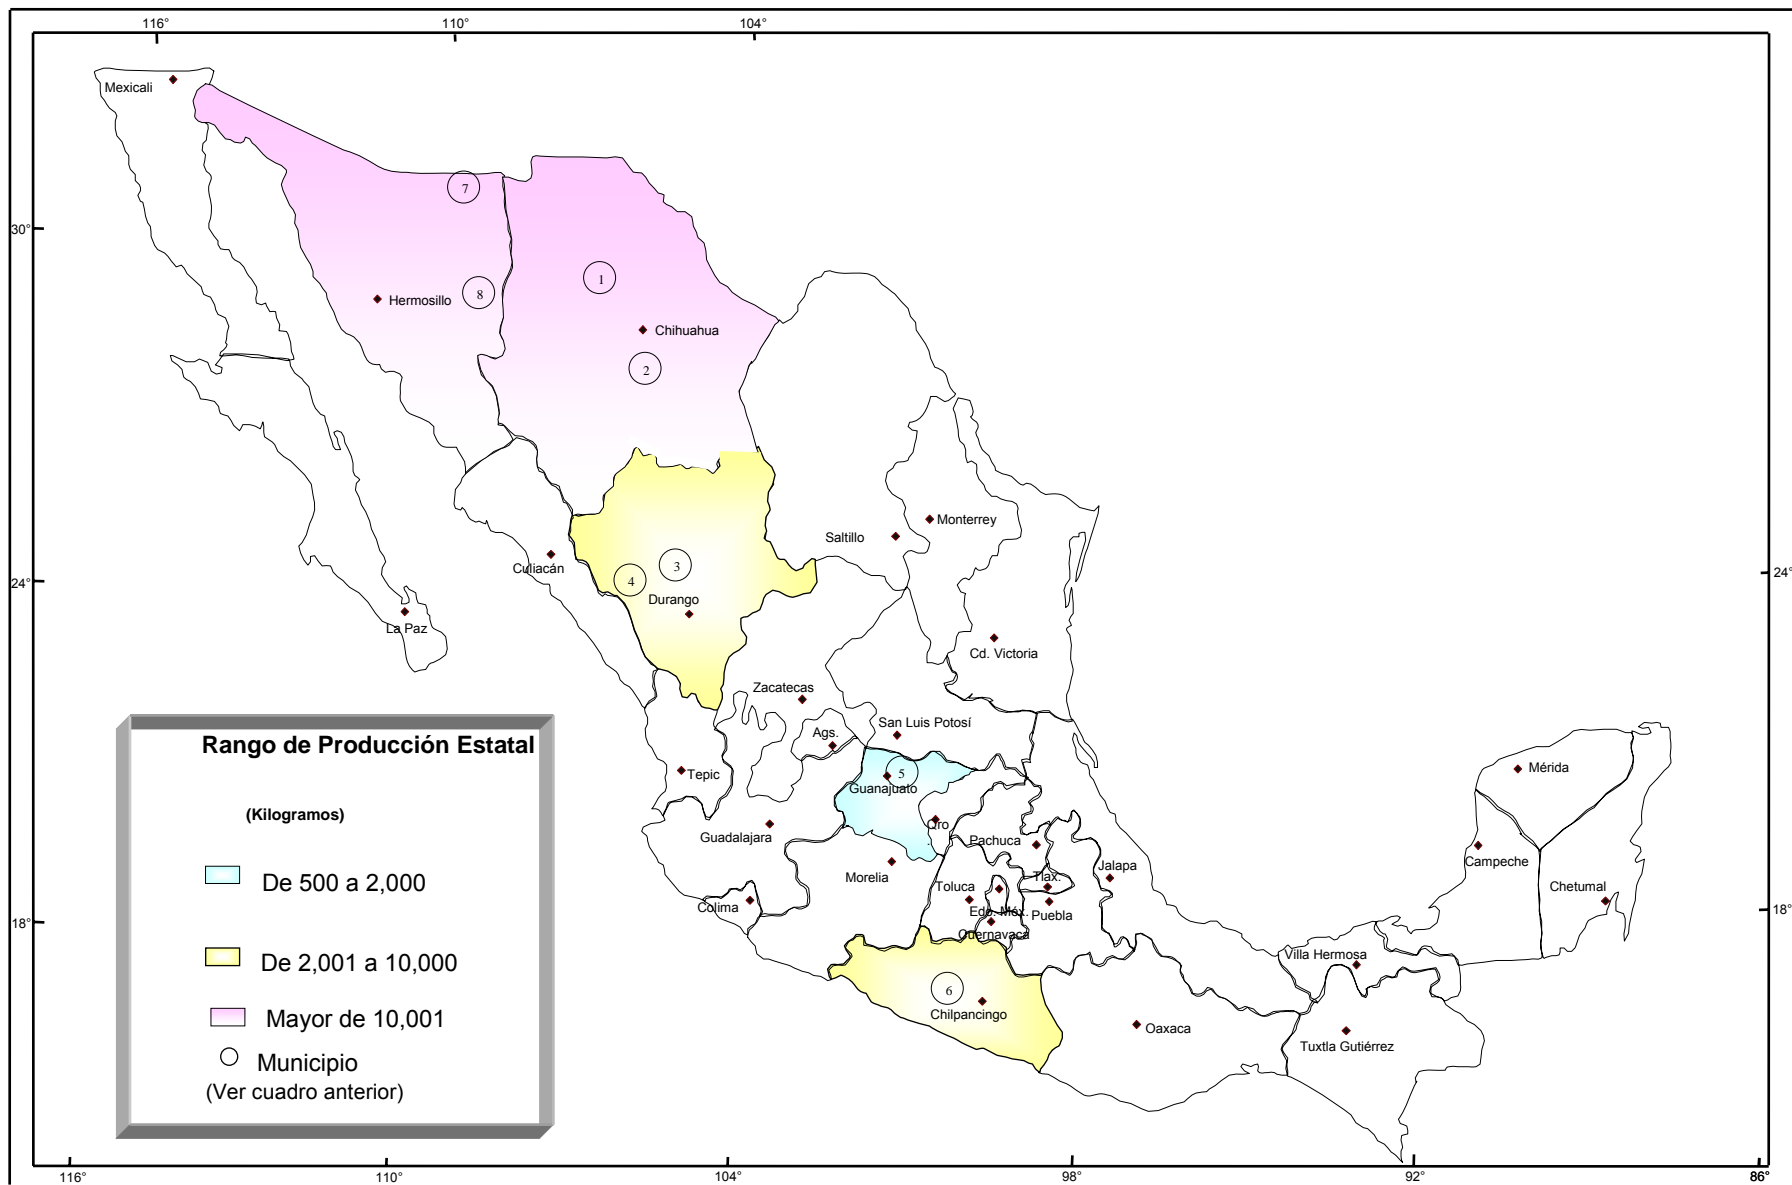 116° 110° 104°
Mexicali
7
30°
1
8
Hermosillo
Chihuahua
2
Monterrey
Saltillo
Culiacán
3
4
24° 24°
Durango
La Paz
Cd. Victoria
Zacatecas
San Luis Potosí
Ags.
Tepic
5
Guanajuato
Mérida
Qro
.
Guadalajara
Pachuca
Campeche
Jalapa
Morelia
Tlax.
Toluca
Chetumal
Colima
Edo. Méx.
Puebla
18° 18°
Cuernavaca
Villa Hermosa
6
Chilpancingo
Oaxaca
Tuxtla Gutiérrez
Rango de Producción Estatal
(Kilogramos)
De 500 a 2,000
De 2,001 a 10,000
Mayor de 10,001
Municipio
(Ver cuadro anterior)
116° 110° 104° 98° 92° 86°